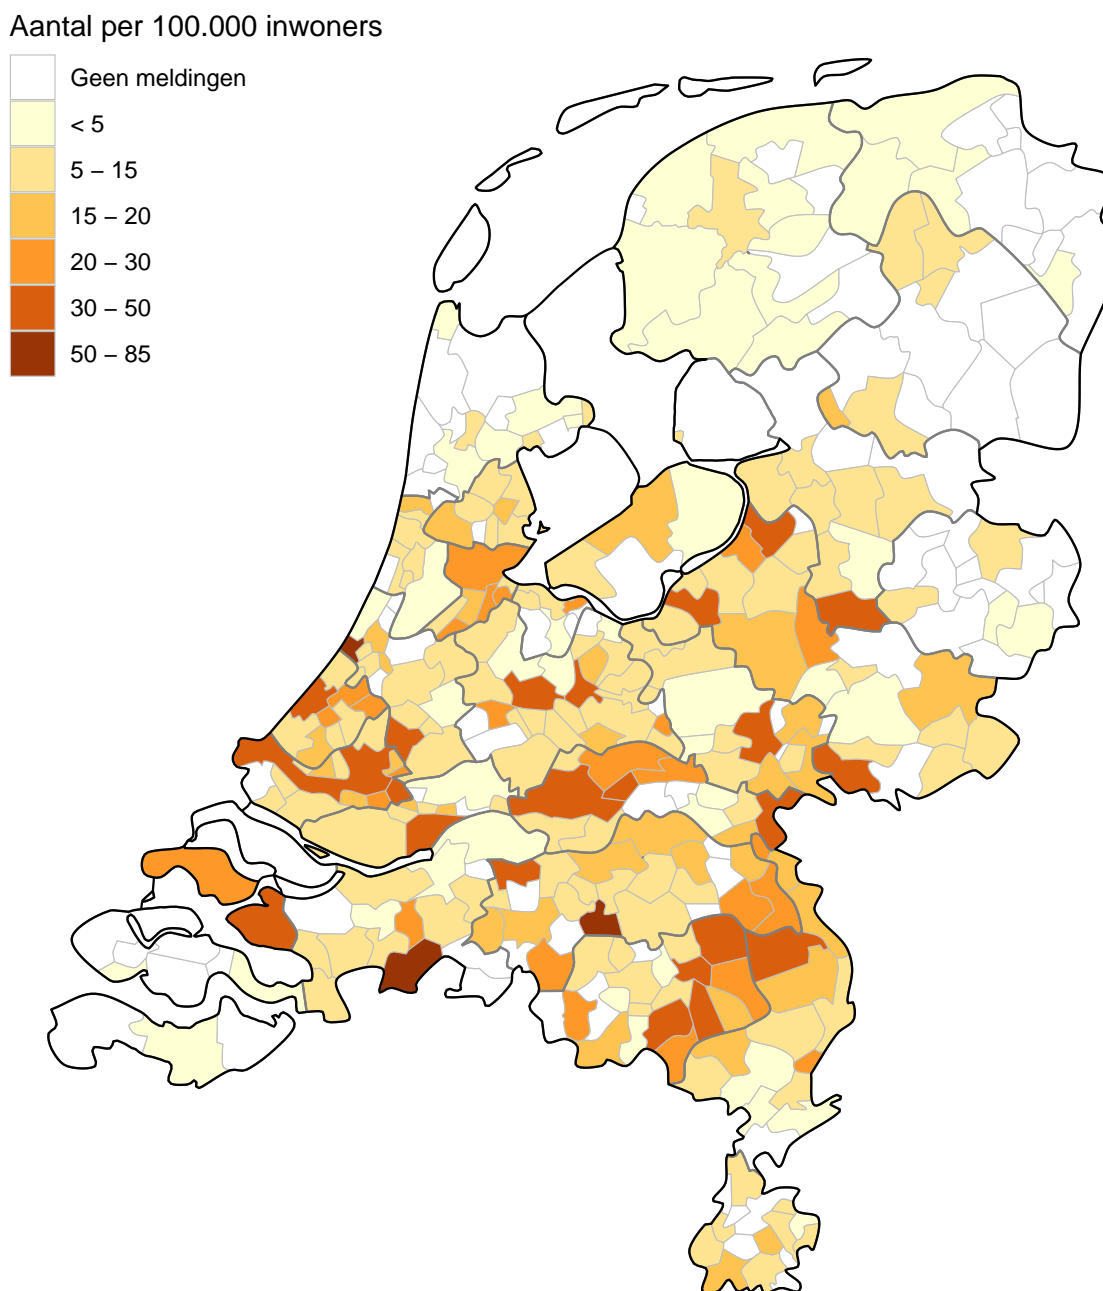 Aantal per 100.000 inwoners
Geen meldingen
< 5
5 – 15
15 – 20
20 – 30
30 – 50
50 – 85